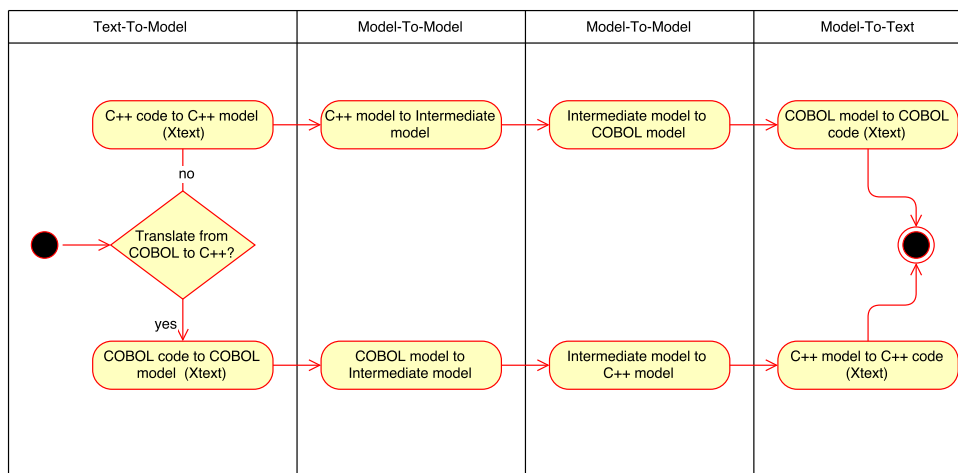 Text-To-Model
Model-To-Model
Model-To-Model
Model-To-Text
C++ code to C++ model
(Xtext)
C++ model to Intermediate
model
Intermediate model to
COBOL model
COBOL model to COBOL
code (Xtext)
no
Translate from
COBOL to C++?
yes
COBOL code to COBOL
model (Xtext)
COBOL model to
Intermediate model
Intermediate model to
C++ model
C++ model to C++ code
(Xtext)